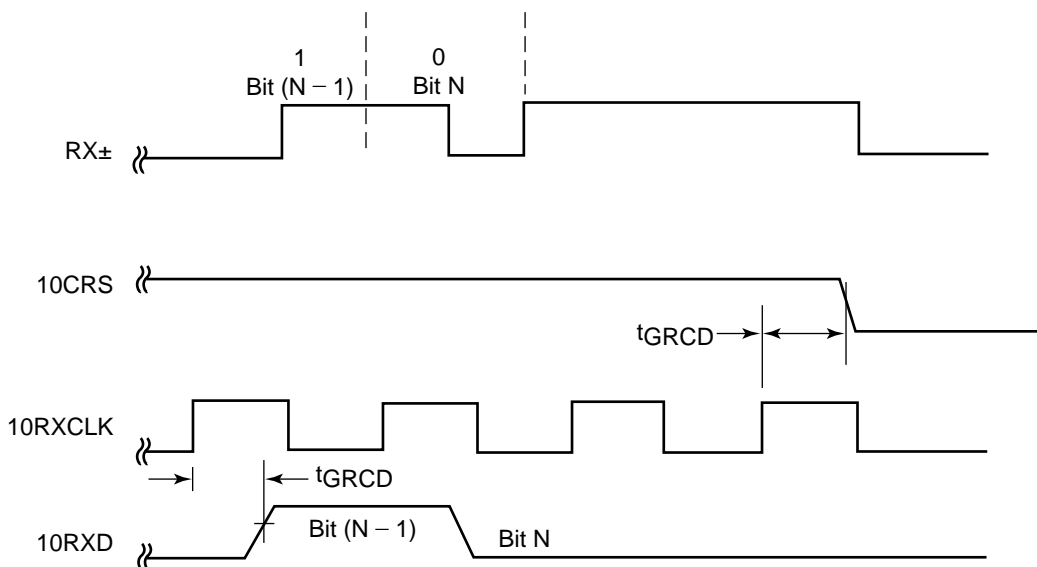 1 0
Bit (N – 1) Bit N
RX±
10CRS
tGRCD
10RXCLK
tGRCD
Bit (N – 1) Bit N
10RXD